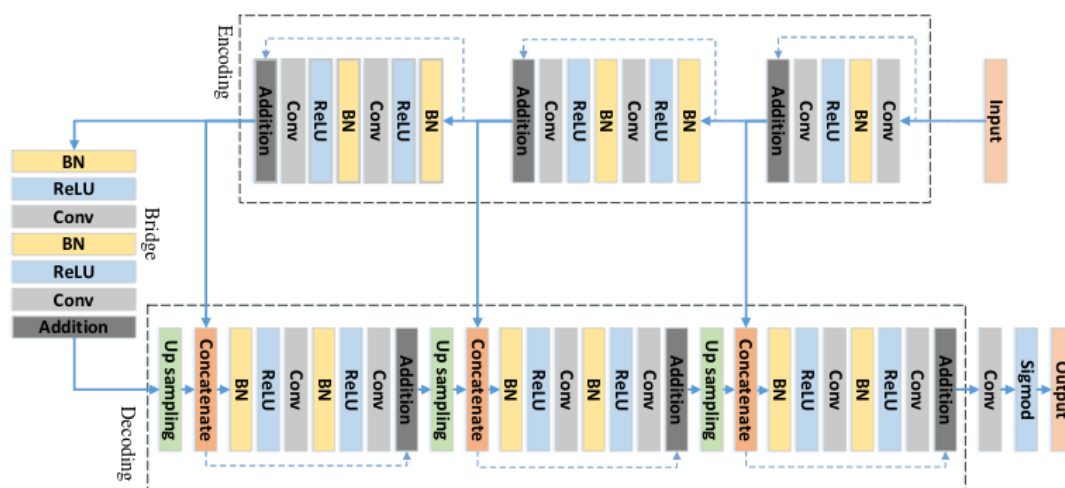 Encoding
Addition
Conv
ReLU
BN
Conv
ReLU
BN
Addition
Conv
ReLU
BN
Conv
ReLU
BN
Addition
Conv
ReLU
BN
Conv
Input
BN
ReLU
Conv
BN
ReLU
Conv
Addition
Bridge
Decoding
Up sampling
Concatenate
BN
ReLU
Conv
BN
ReLU
Conv
Addition
Up sampling
Concatenate
BN
ReLU
Conv
BN
ReLU
Conv
Addition
Up sampling
Concatenate
BN
ReLU
Conv
BN
ReLU
Conv
Addition
Conv
Sigmod
Output